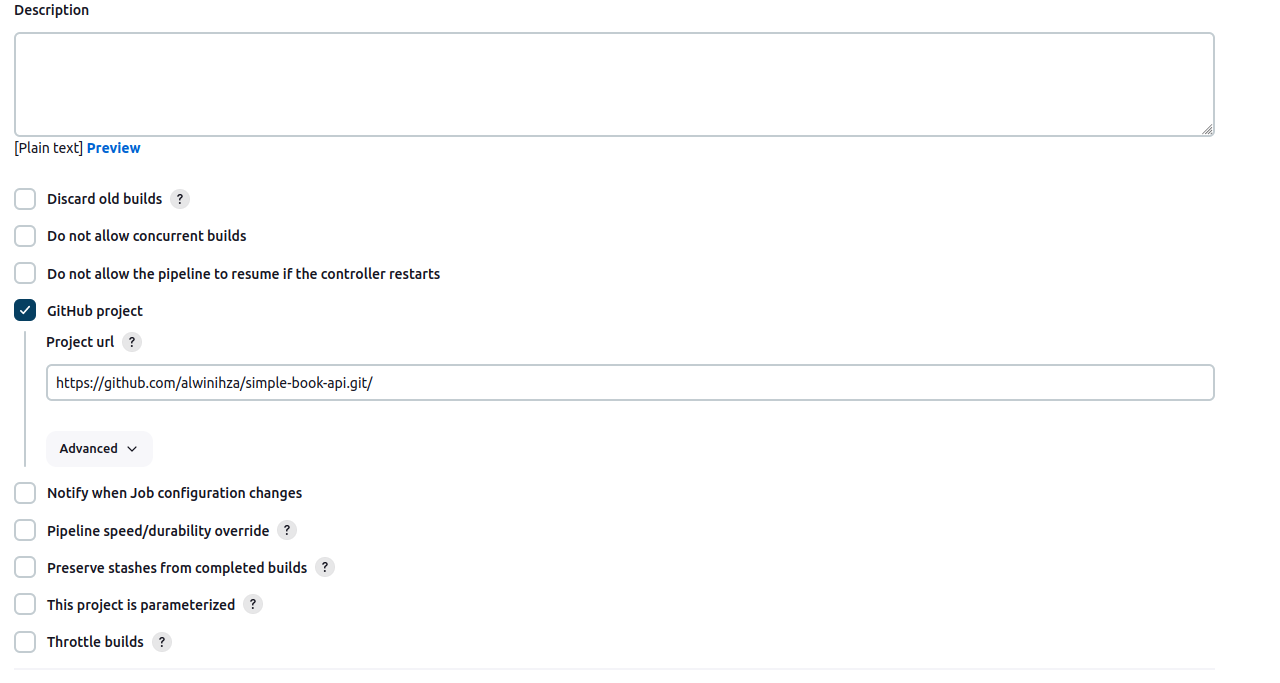 Description
[Plain text] Preview
Discard old builds ?
Do not allow concurrent builds
Do not allow the pipeline to resume if the controller restarts
GitHub project
Project url ?
https://github.com/alwinihza/simple-book-api.git/
Advanced
Notify when Job configuration changes
Pipeline speed/durability override ?
Preserve stashes from completed builds ?
This project is parameterized ?
Throttle builds ?